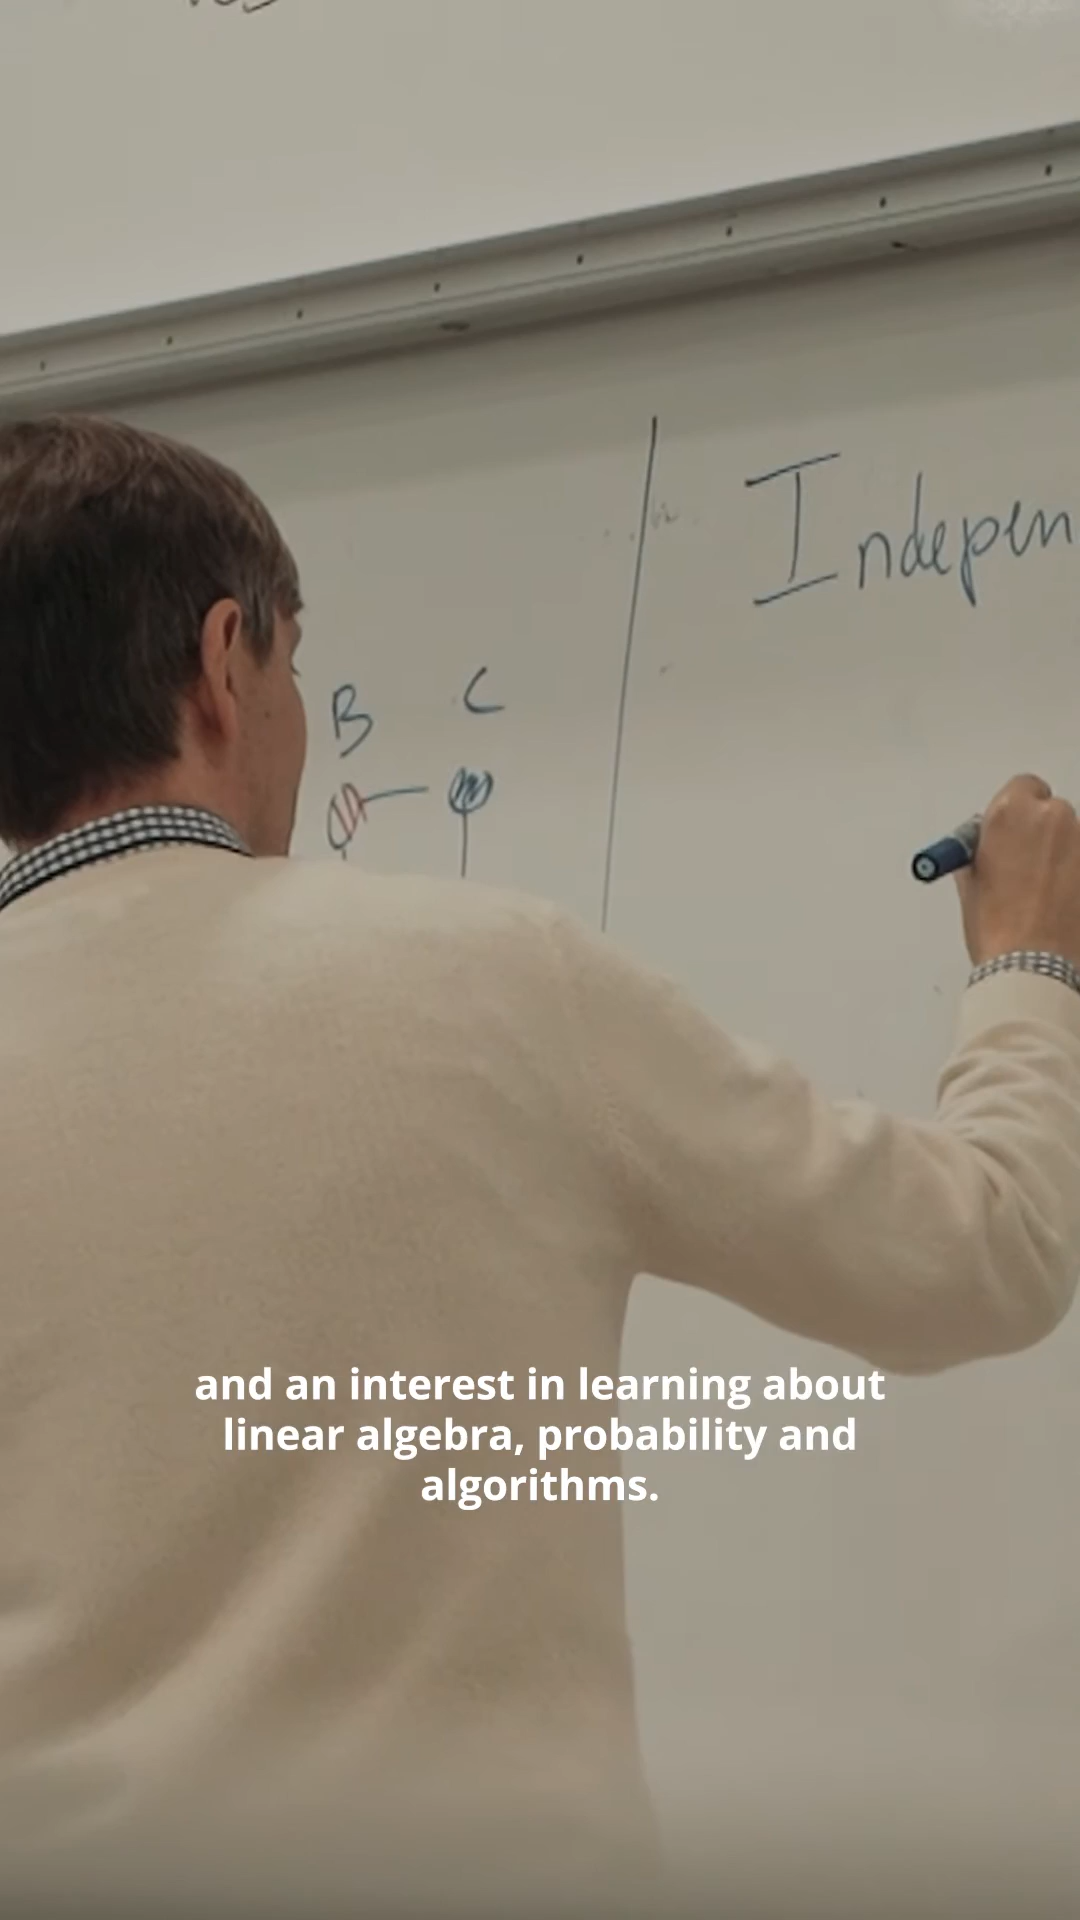 Indepen
B C
and an interest in learning about
linear algebra, probability and
algorithms.